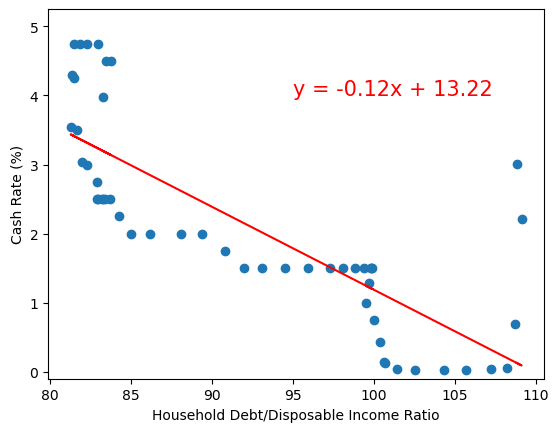 5
4
3
2
1
0
Cash Rate (%)
y = -0.12x + 13.22
80 85 90 95 100 105 110
Household Debt/Disposable Income Ratio